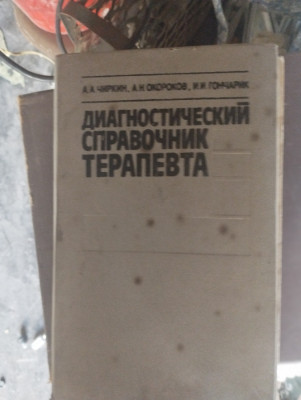 А.А. ЧИРКИН, А.Н. ОКОРОКОВ, И.И. ГОНЧАРИК
ДИАГНОСТИЧЕСКИЙ
СПРАВОЧНИК
ТЕРАПЕВТА